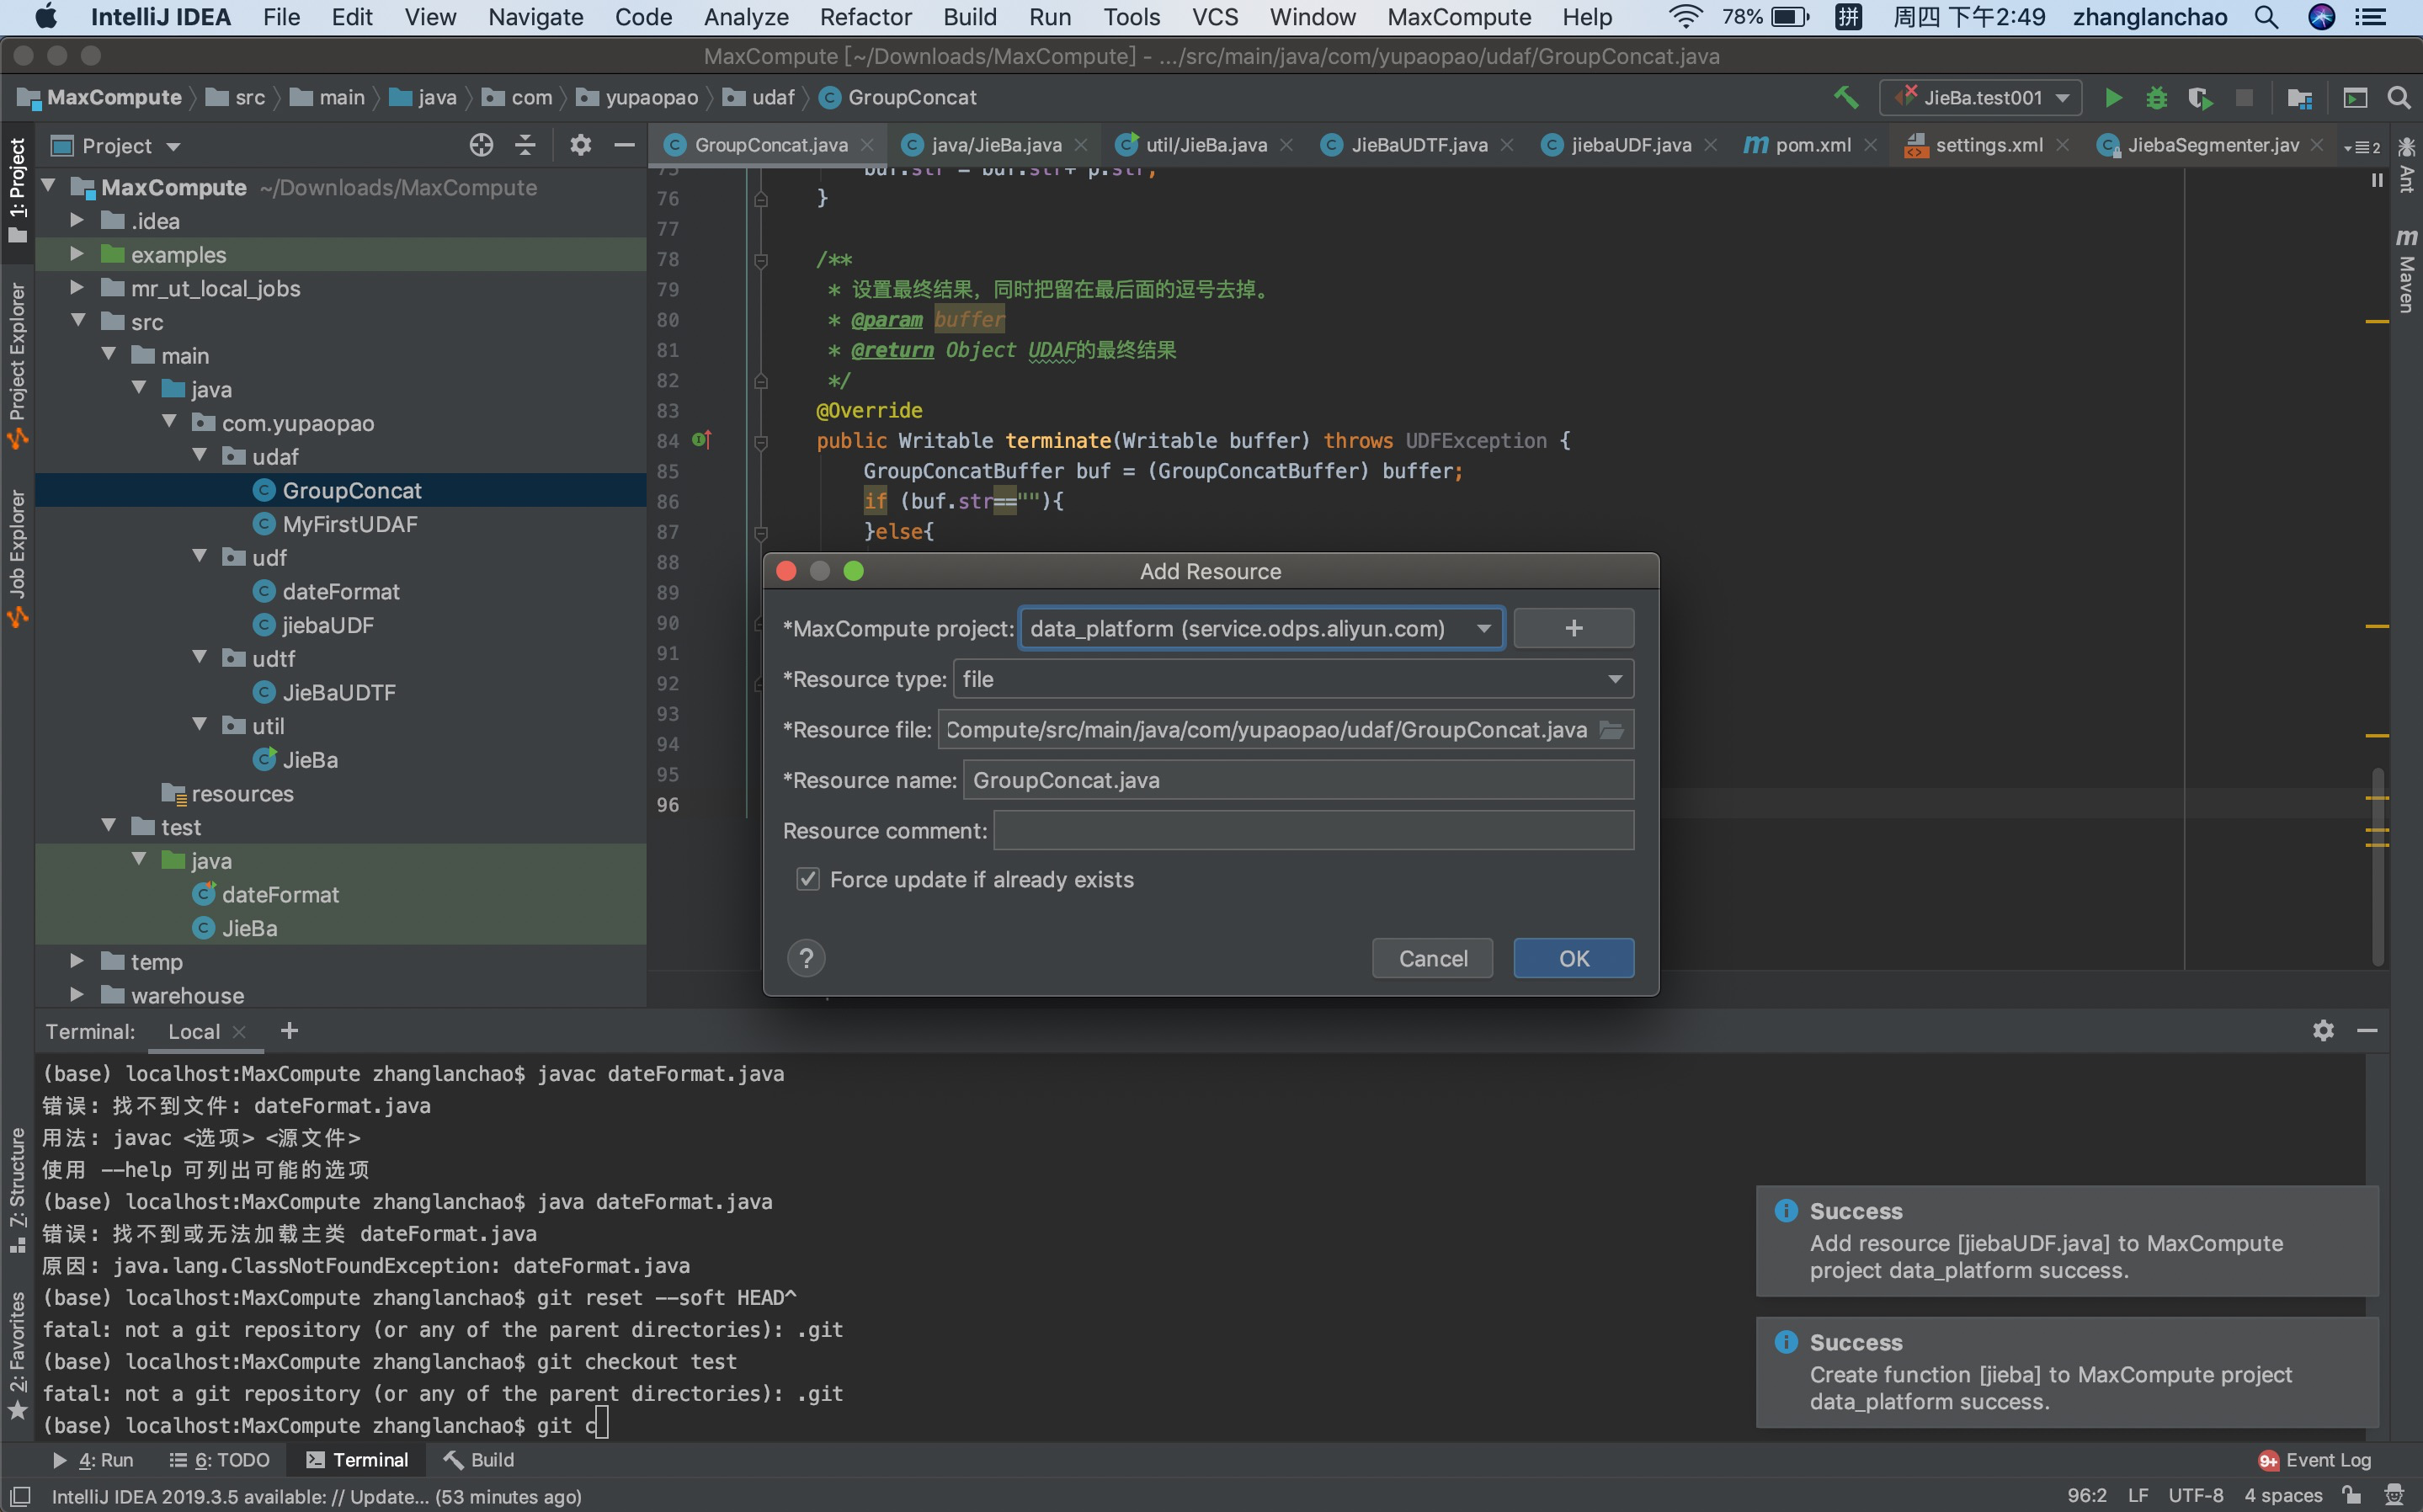 IntelliJ IDEA File Edit View Navigate Code Analyze Refactor Build Run Tools VCS Window MaxCompute Help 78% 拼 周四 下午2:49 zhanglanchao
MaxCompute [~/Downloads/MaxCompute] - .../src/main/java/com/yupaopao/udaf/GroupConcat.java
MaxCompute src main java com yupaopao udaf GroupConcat JieBa.test001
Project GroupConcat.java java/JieBa.java util/JieBa.java JieBaUDTF.java jiebaUDF.java pom.xml settings.xml JiebaSegmenter.jav 2
1: Project
Project Explorer
Job Explorer
7: Structure
2: Favorites
Ant
Maven
MaxCompute ~/Downloads/MaxCompute
.idea
examples
mr_ut_local_jobs
src
main
java
com.yupaopao
udaf
GroupConcat
MyFirstUDAF
udf
dateFormat
jiebaUDF
udtf
JieBaUDTF
util
JieBa
resources
test
java
dateFormat
JieBa
temp
warehouse
75 buf.str = buf.str+ p.str;
76 }
77
78 /**
79 * 设置最终结果，同时把留在最后面的逗号去掉。
80 * @param buffer
81 * @return Object UDAF的最终结果
82 */
83 @Override
84 public Writable terminate(Writable buffer) throws UDFException {
85 GroupConcatBuffer buf = (GroupConcatBuffer) buffer;
86 if (buf.str==""){
87 }else{
88
89
90
91
92
93
94
95
96
Add Resource
*MaxCompute project: data_platform (service.odps.aliyun.com) +
*Resource type: file
*Resource file: Compute/src/main/java/com/yupaopao/udaf/GroupConcat.java
*Resource name: GroupConcat.java
Resource comment:
Force update if already exists
? Cancel OK
Terminal: Local +
(base) localhost:MaxCompute zhanglanchao$ javac dateFormat.java
错误: 找不到文件: dateFormat.java
用法: javac <选项> <源文件>
使用 --help 可列出可能的选项
(base) localhost:MaxCompute zhanglanchao$ java dateFormat.java
错误: 找不到或无法加载主类 dateFormat.java
原因: java.lang.ClassNotFoundException: dateFormat.java
(base) localhost:MaxCompute zhanglanchao$ git reset --soft HEAD^
fatal: not a git repository (or any of the parent directories): .git
(base) localhost:MaxCompute zhanglanchao$ git checkout test
fatal: not a git repository (or any of the parent directories): .git
(base) localhost:MaxCompute zhanglanchao$ git c
Success
Add resource [jiebaUDF.java] to MaxCompute
project data_platform success.
Success
Create function [jieba] to MaxCompute project
data_platform success.
4: Run 6: TODO Terminal Build 9+ Event Log
IntelliJ IDEA 2019.3.5 available: // Update... (53 minutes ago) 96:2 LF UTF-8 4 spaces